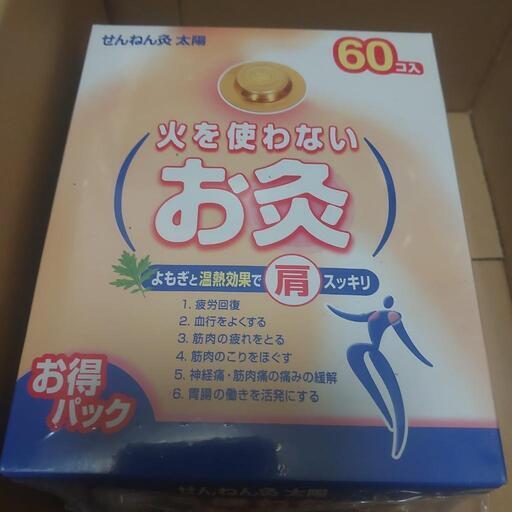 せんねん灸 太陽
60コ入
火を使わない
お灸
よもぎと温熱効果で 肩 スッキリ
1. 疲労回復
2. 血行をよくする
3. 筋肉の疲れをとる
4. 筋肉のこりをほぐす
5. 神経痛・筋肉痛の痛みの緩解
6. 胃腸の働きを活発にする
お得
パック
せんねん灸 太陽